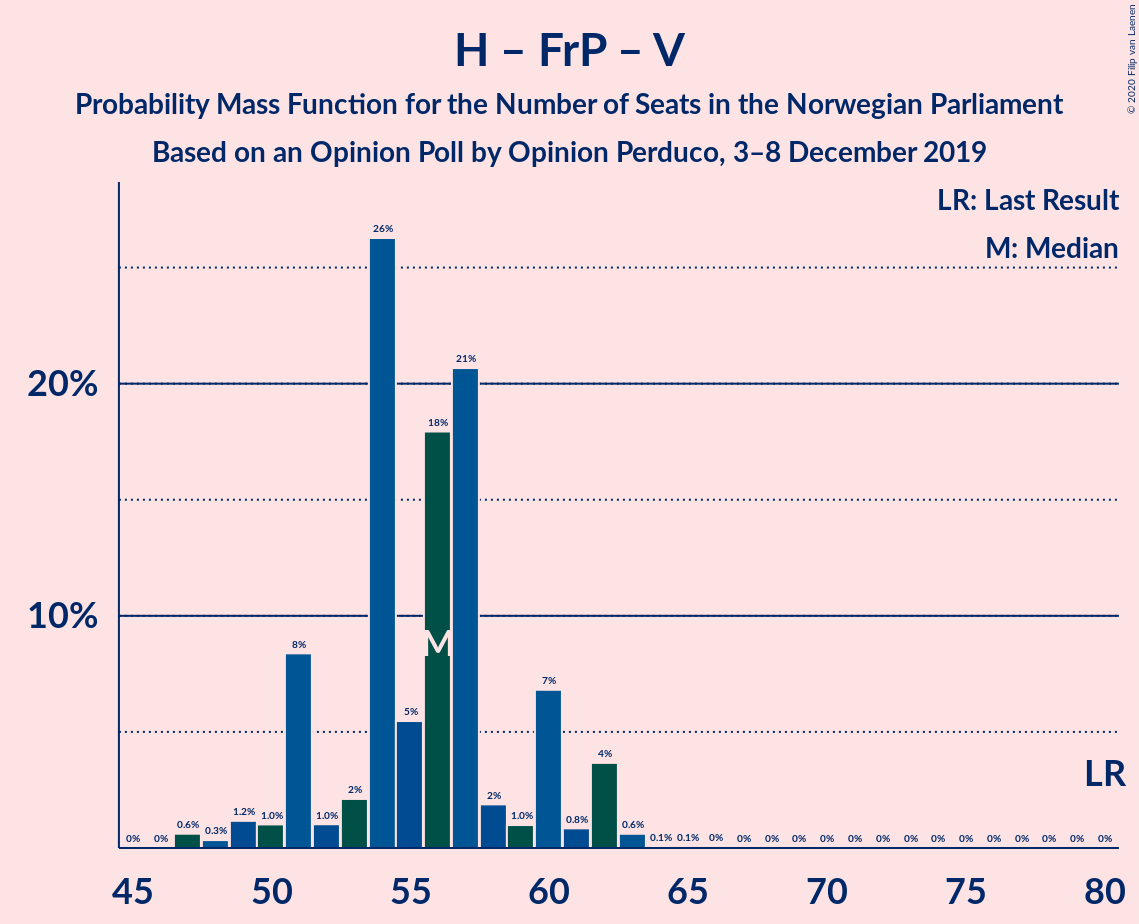 © 2020 Filip van Laenen
H – FrP – V
Probability Mass Function for the Number of Seats in the Norwegian Parliament
Based on an Opinion Poll by Opinion Perduco, 3–8 December 2019
LR: Last Result
M: Median
20%
10%
0% 0% 0.6% 0.3% 1.2% 1.0% 8% 1.0% 2% 26% 5% 18% 21% 2% 1.0% 7% 0.8% 4% 0.6% 0.1% 0.1% 0% 0% 0% 0% 0% 0% 0% 0% 0% 0% 0% 0% 0% 0% 0%
M
LR
45 50 55 60 65 70 75 80